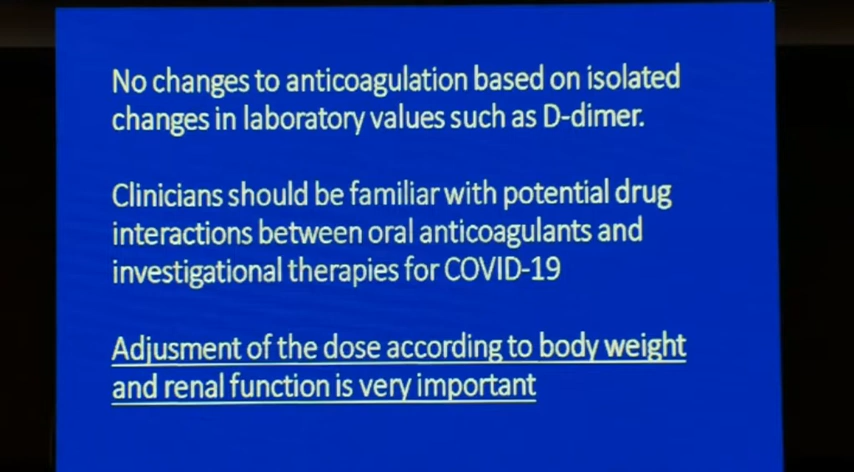 No changes to anticoagulation based on isolated
changes in laboratory values such as D-dimer.
Clinicians should be familiar with potential drug
interactions between oral anticoagulants and
investigational therapies for COVID-19
Adjusment of the dose according to body weight
and renal function is very important